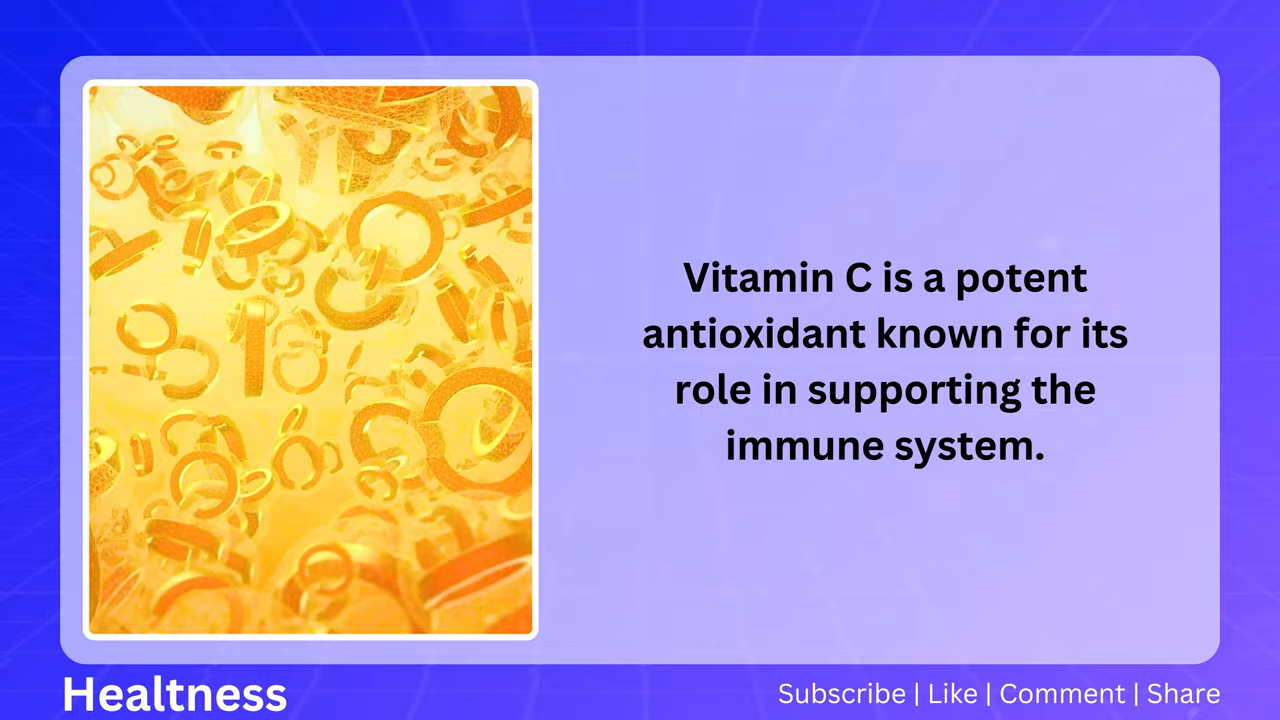 Vitamin C is a potent
antioxidant known for its
role in supporting the
immune system.
Healtness
Subscribe | Like | Comment | Share